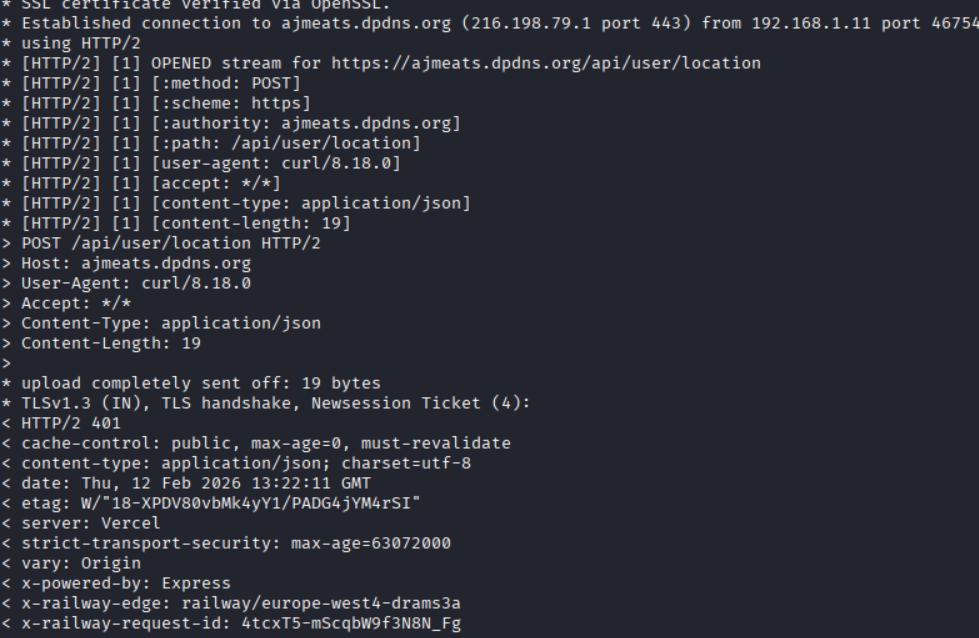 * SSL certificate verified via OpenSSL.
* Established connection to ajmeats.dpdns.org (216.198.79.1 port 443) from 192.168.1.11 port 46754
* using HTTP/2
* [HTTP/2] [1] OPENED stream for https://ajmeats.dpdns.org/api/user/location
* [HTTP/2] [1] [:method: POST]
* [HTTP/2] [1] [:scheme: https]
* [HTTP/2] [1] [:authority: ajmeats.dpdns.org]
* [HTTP/2] [1] [:path: /api/user/location]
* [HTTP/2] [1] [user-agent: curl/8.18.0]
* [HTTP/2] [1] [accept: */*]
* [HTTP/2] [1] [content-type: application/json]
* [HTTP/2] [1] [content-length: 19]
> POST /api/user/location HTTP/2
> Host: ajmeats.dpdns.org
> User-Agent: curl/8.18.0
> Accept: */*
> Content-Type: application/json
> Content-Length: 19
>
* upload completely sent off: 19 bytes
* TLSv1.3 (IN), TLS handshake, Newsession Ticket (4):
< HTTP/2 401
< cache-control: public, max-age=0, must-revalidate
< content-type: application/json; charset=utf-8
< date: Thu, 12 Feb 2026 13:22:11 GMT
< etag: W/"18-XPDV80vbMk4yY1/PADG4jYM4rSI"
< server: Vercel
< strict-transport-security: max-age=63072000
< vary: Origin
< x-powered-by: Express
< x-railway-edge: railway/europe-west4-drams3a
< x-railway-request-id: 4tcxT5-mScqbW9f3N8N_Fg